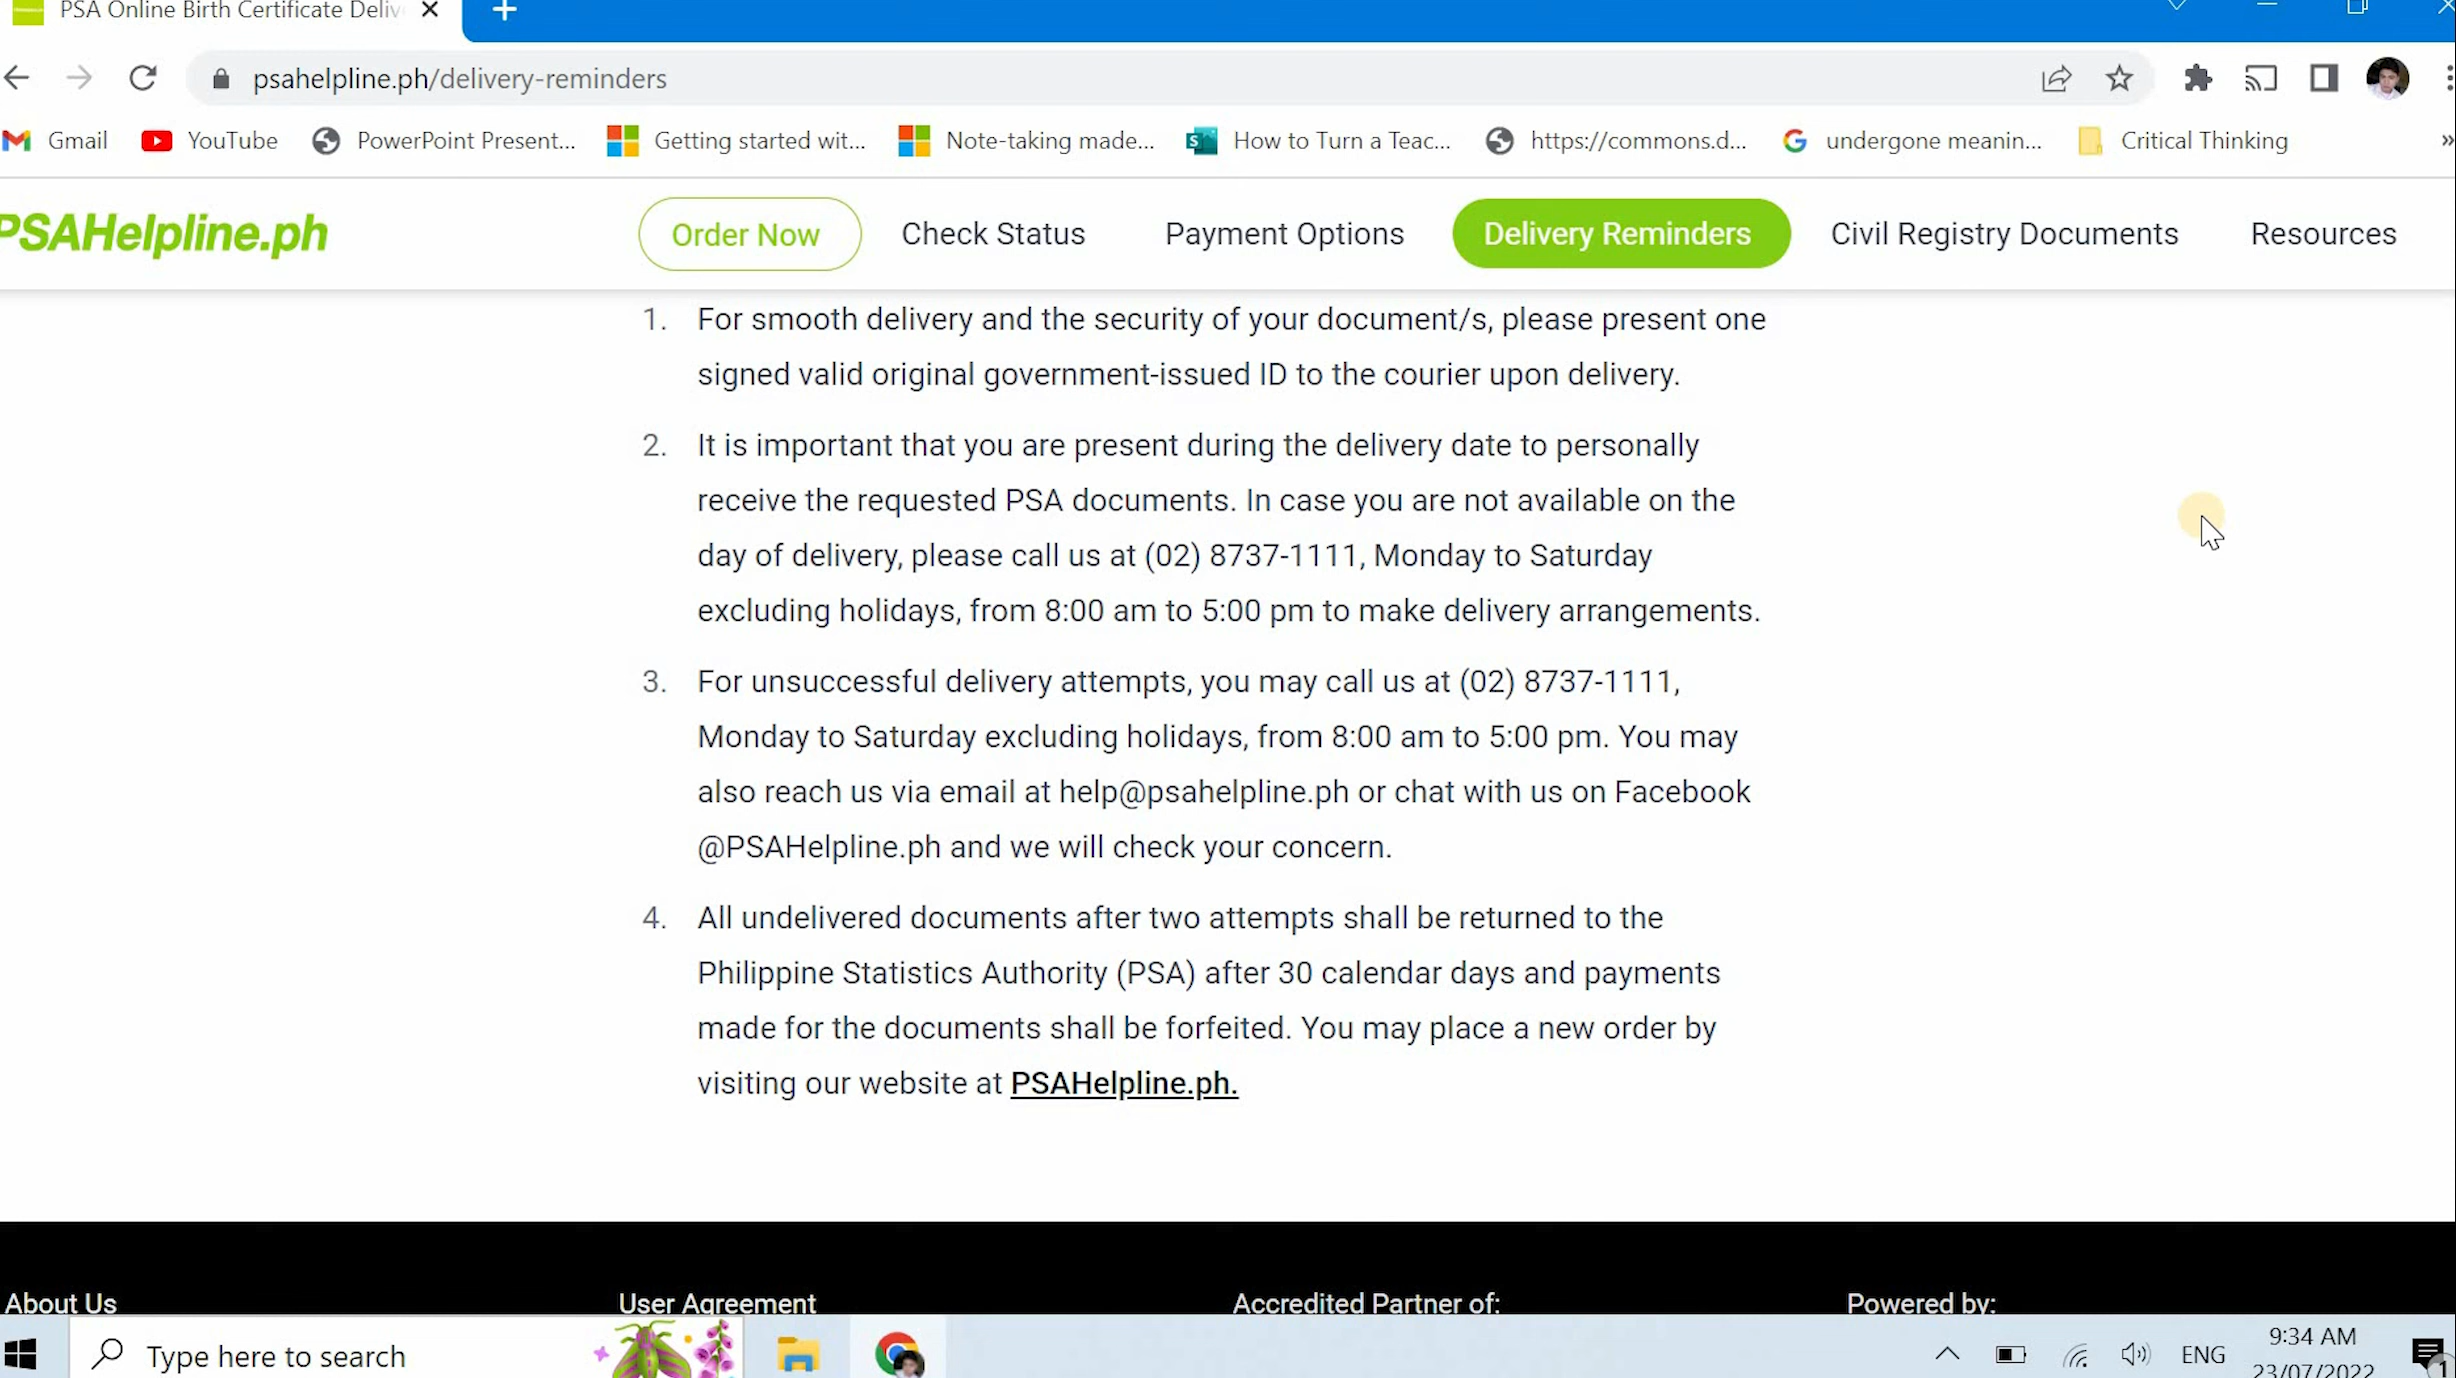 PSA Online Birth Certificate Deliv
psahelpline.ph/delivery-reminders
Gmail
YouTube
PowerPoint Present...
Getting started wit...
Note-taking made...
How to Turn a Teac...
https://commons.d...
undergone meanin...
Critical Thinking
»
PSAHelpline.ph
Order Now
Check Status
Payment Options
Delivery Reminders
Civil Registry Documents
Resources
1. For smooth delivery and the security of your document/s, please present one
signed valid original government-issued ID to the courier upon delivery.
2. It is important that you are present during the delivery date to personally
receive the requested PSA documents. In case you are not available on the
day of delivery, please call us at (02) 8737-1111, Monday to Saturday
excluding holidays, from 8:00 am to 5:00 pm to make delivery arrangements.
3. For unsuccessful delivery attempts, you may call us at (02) 8737-1111,
Monday to Saturday excluding holidays, from 8:00 am to 5:00 pm. You may
also reach us via email at help@psahelpline.ph or chat with us on Facebook
@PSAHelpline.ph and we will check your concern.
4. All undelivered documents after two attempts shall be returned to the
Philippine Statistics Authority (PSA) after 30 calendar days and payments
made for the documents shall be forfeited. You may place a new order by
visiting our website at PSAHelpline.ph.
About Us
User Agreement
Accredited Partner of:
Powered by:
Type here to search
ENG
9:34 AM
23/07/2022
1